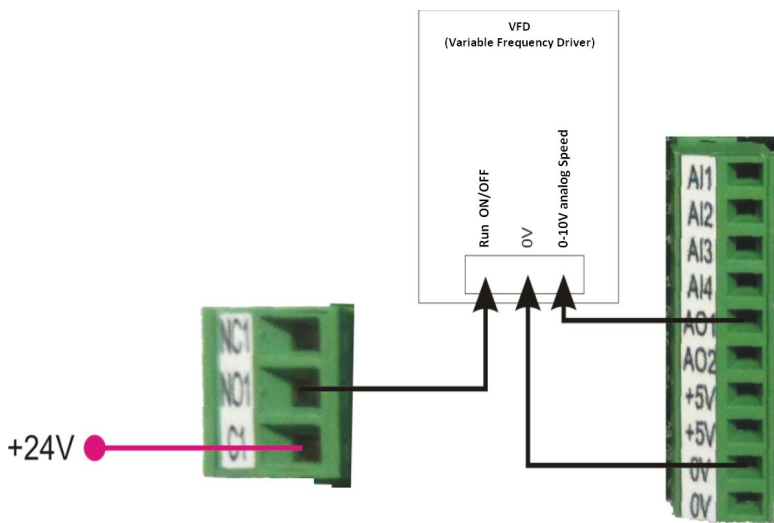 VFD
(Variable Frequency Driver)
Run ON/OFF
0V
0-10V analog Speed
NC1
NO1
C1
+24V
AI1
AI2
AI3
AI4
AO1
AO2
+5V
+5V
0V
0V